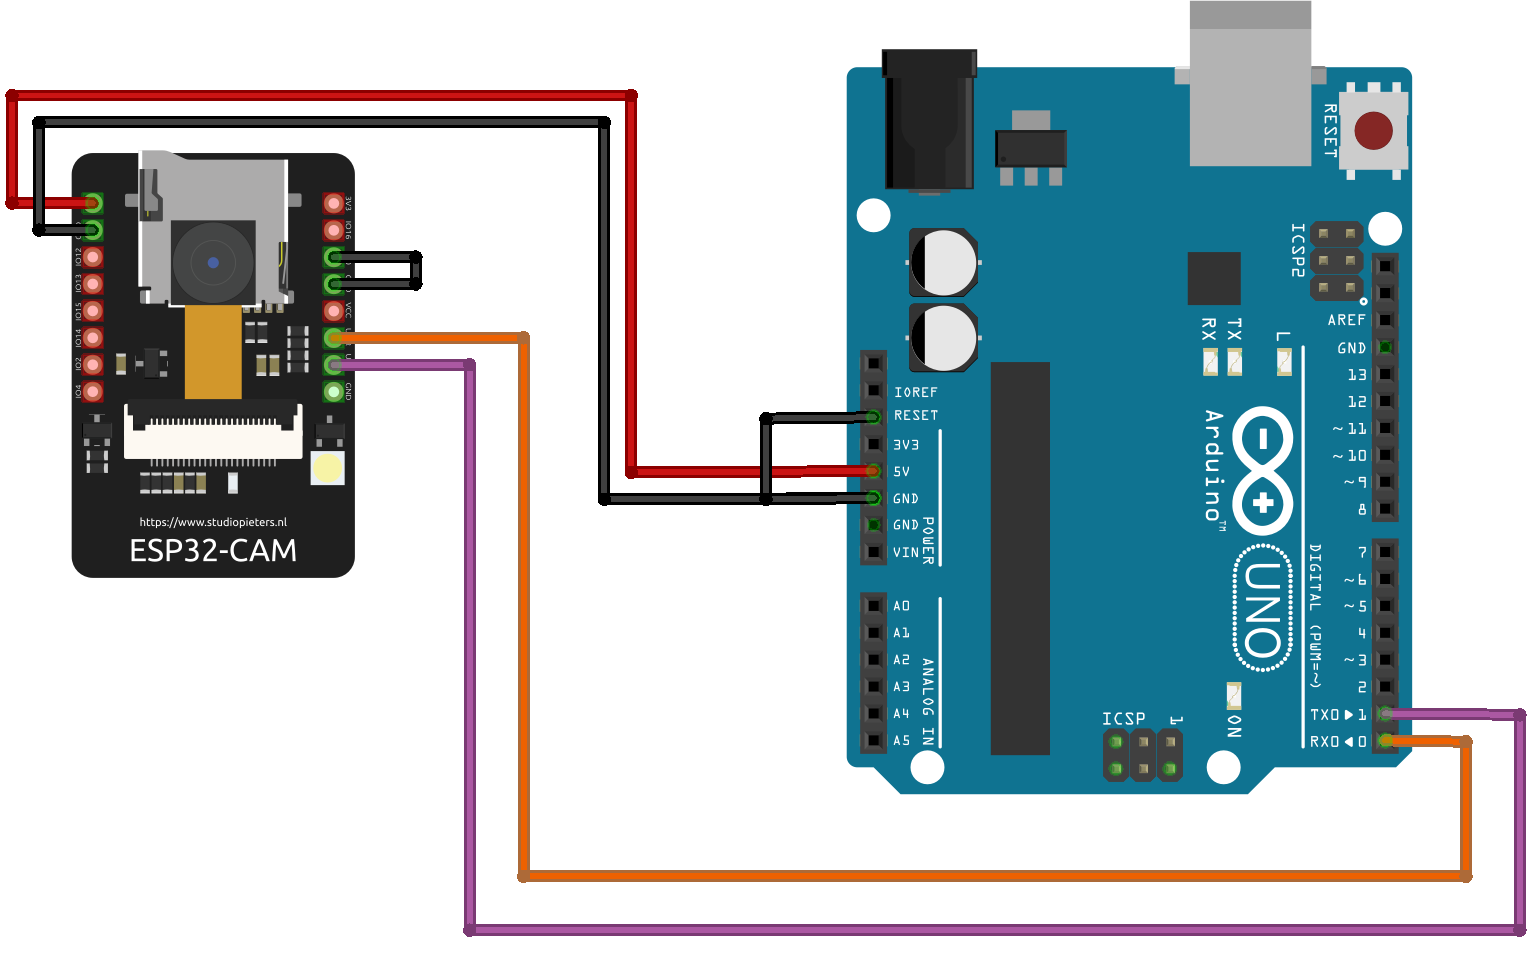 3V3
IO16
IO12
IO13
IO15
IO14
IO2
IO4
VCC
GND
https://www.studiopieters.nl
ESP32-CAM
RESET
ICSP2
IOREF
RESET
3V3
5V
GND
GND
VIN
POWER
A0
A1
A2
A3
A4
A5
ANALOG IN
RX
TX
L
Arduino™
UNO
ON
ICSP
1
AREF
GND
13
12
~11
~10
~9
8
7
~6
~5
4
~3
2
TX0▶1
RX0◀0
DIGITAL (PWM=~)